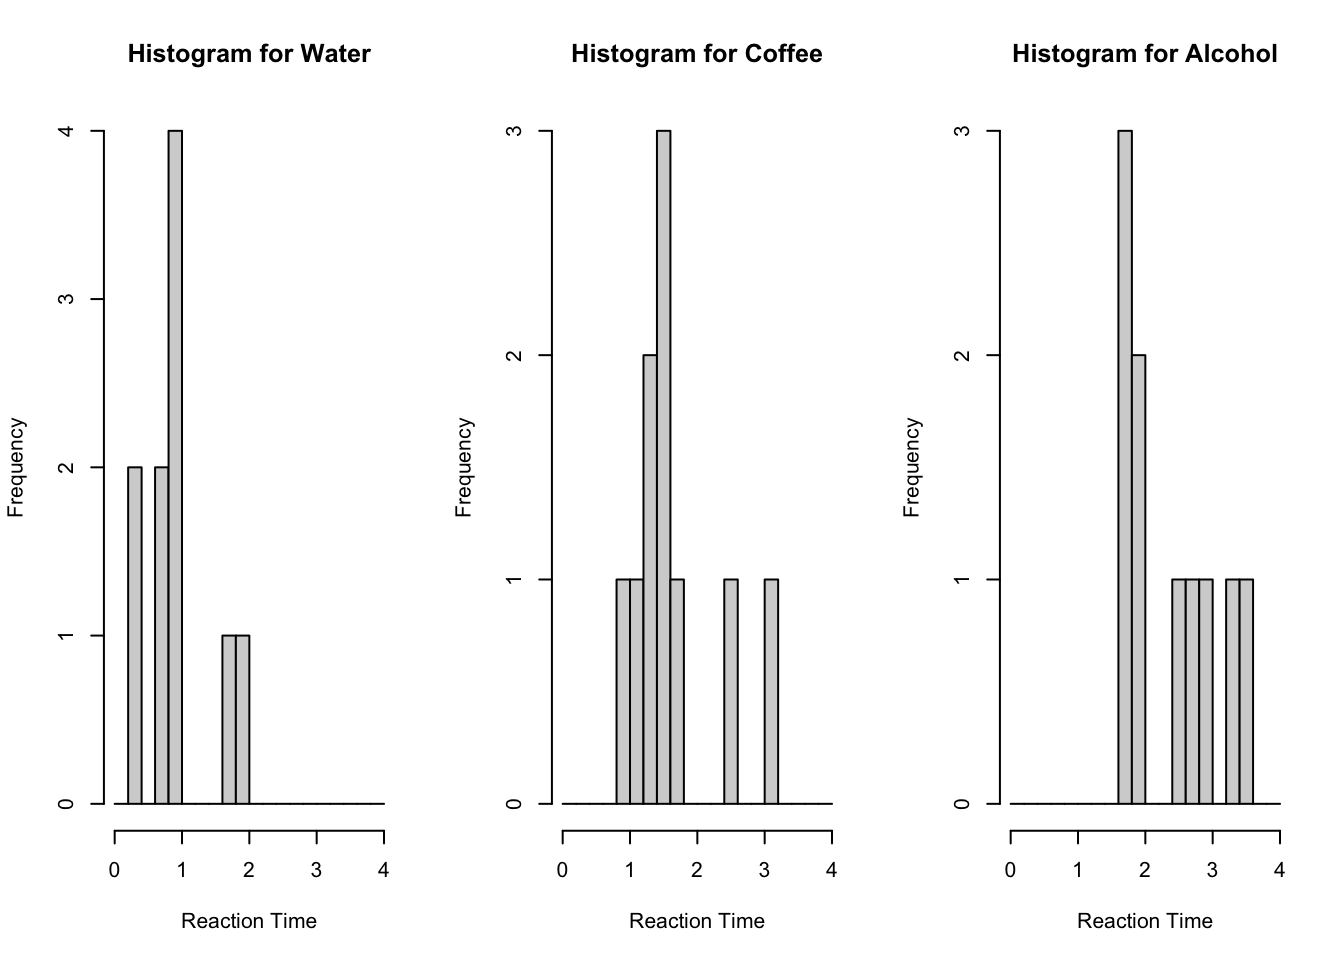 Histogram for Water
Frequency
4
3
2
1
0
0 1 2 3 4
Reaction Time
Histogram for Coffee
Frequency
3
2
1
0
0 1 2 3 4
Reaction Time
Histogram for Alcohol
Frequency
3
2
1
0
0 1 2 3 4
Reaction Time